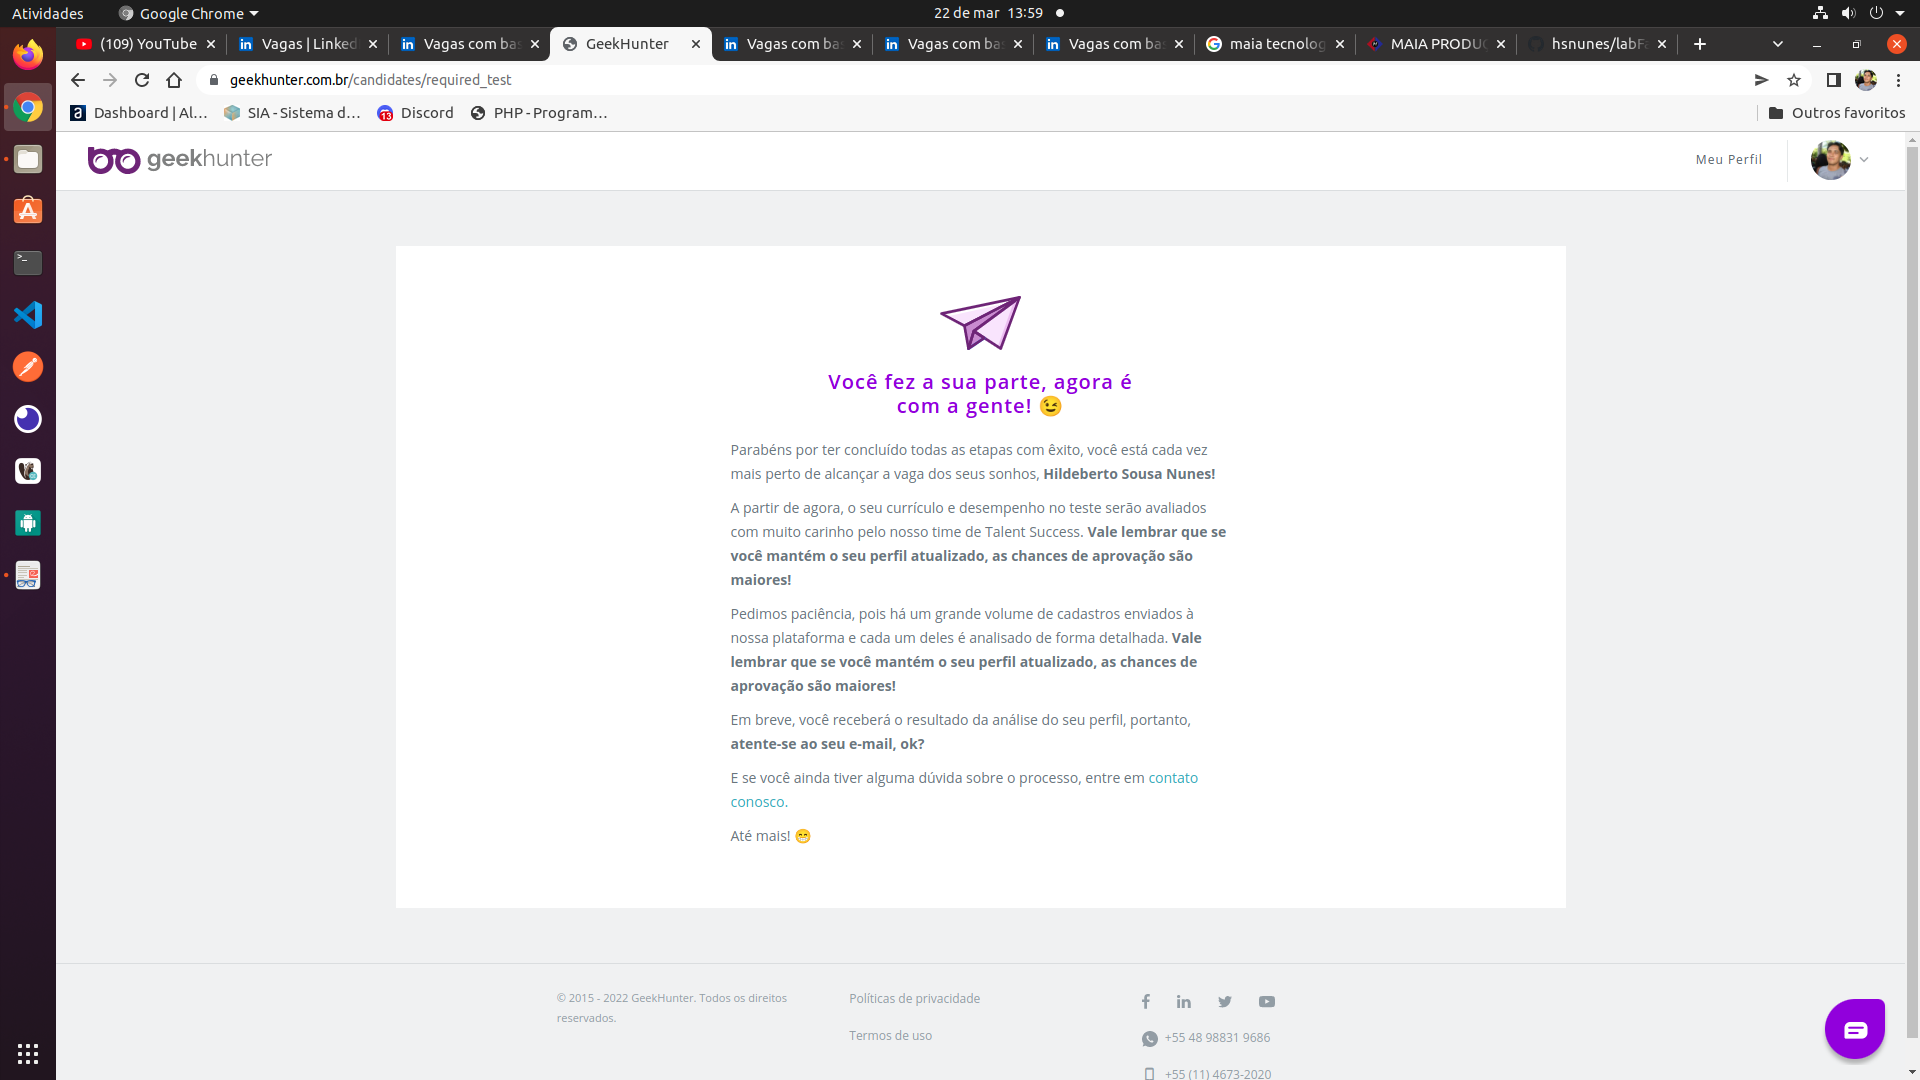 Atividades
Google Chrome
22 de mar 13:59
(109) YouTube
Vagas | Linked
Vagas com bas
GeekHunter
Vagas com bas
Vagas com bas
Vagas com bas
maia tecnolog
MAIA PRODUC
hsnunes/labFa
geekhunter.com.br/candidates/required_test
Dashboard | Al...
SIA - Sistema d...
13
Discord
PHP - Program...
Outros favoritos
geekhunter
Meu Perfil
Você fez a sua parte, agora é
com a gente! 😉
Parabéns por ter concluído todas as etapas com êxito, você está cada vez
mais perto de alcançar a vaga dos seus sonhos, Hildeberto Sousa Nunes!
A partir de agora, o seu currículo e desempenho no teste serão avaliados
com muito carinho pelo nosso time de Talent Success. Vale lembrar que se
você mantém o seu perfil atualizado, as chances de aprovação são
maiores!
Pedimos paciência, pois há um grande volume de cadastros enviados à
nossa plataforma e cada um deles é analisado de forma detalhada. Vale
lembrar que se você mantém o seu perfil atualizado, as chances de
aprovação são maiores!
Em breve, você receberá o resultado da análise do seu perfil, portanto,
atente-se ao seu e-mail, ok?
E se você ainda tiver alguma dúvida sobre o processo, entre em contato
conosco.
Até mais! 😁
© 2015 - 2022 GeekHunter. Todos os direitos
reservados.
Políticas de privacidade
Termos de uso
+55 48 98831 9686
+55 (11) 4673-2020